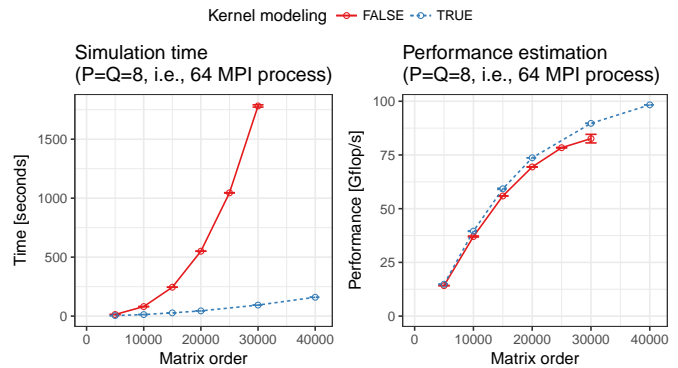 Kernel modeling FALSE TRUE
Simulation time
(P=Q=8, i.e., 64 MPI process)
Time [seconds]
1750
1500
1000
500
0
0 10000 20000 30000 40000
Matrix order
Performance estimation
(P=Q=8, i.e., 64 MPI process)
Performance [Gflop/s]
100
75
50
25
0
0 10000 20000 30000 40000
Matrix order